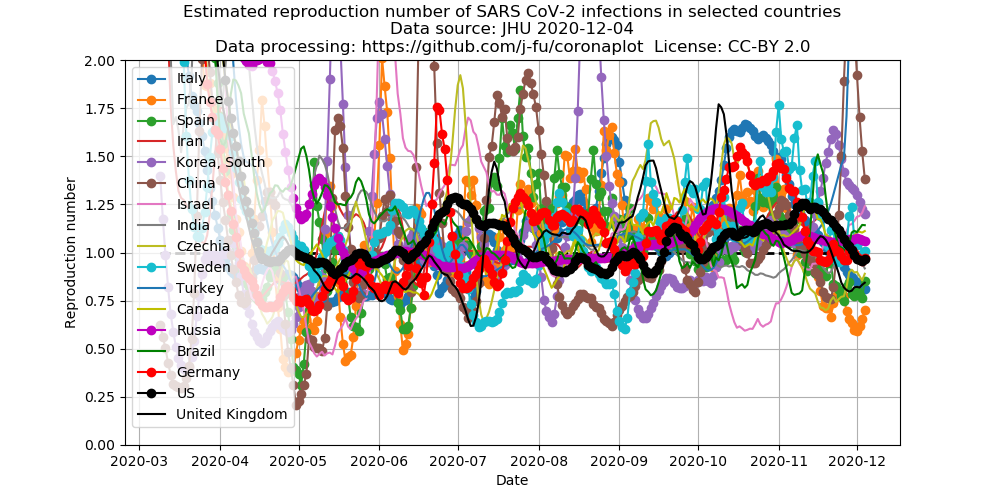 Estimated reproduction number of SARS CoV-2 infections in selected countries
Data source: JHU 2020-12-04
Data processing: https://github.com/j-fu/coronaplot License: CC-BY 2.0
2.00
1.75
1.50
1.25
1.00
0.75
0.50
0.25
0.00
Reproduction number
Italy
France
Spain
Iran
Korea, South
China
Israel
India
Czechia
Sweden
Turkey
Canada
Russia
Brazil
Germany
US
United Kingdom
2020-03 2020-04 2020-05 2020-06 2020-07 2020-08 2020-09 2020-10 2020-11 2020-12
Date